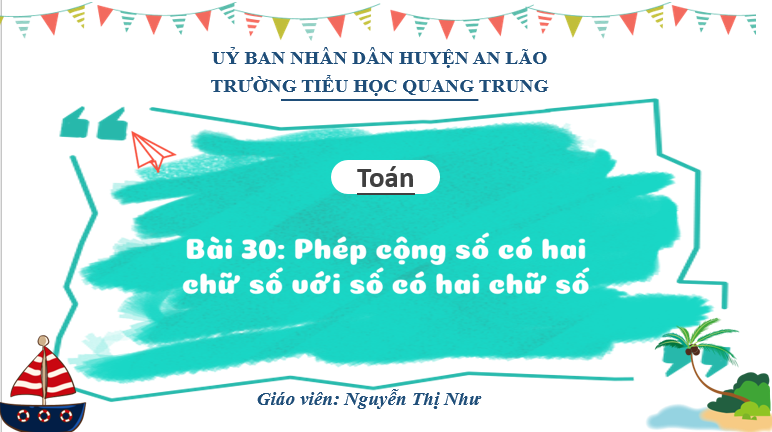 UỶ BAN NHÂN DÂN HUYỆN AN LÃO
TRƯỜNG TIỂU HỌC QUANG TRUNG
Toán
Bài 30: Phép cộng số có hai
chữ số với số có hai chữ số
Giáo viên: Nguyễn Thị Như